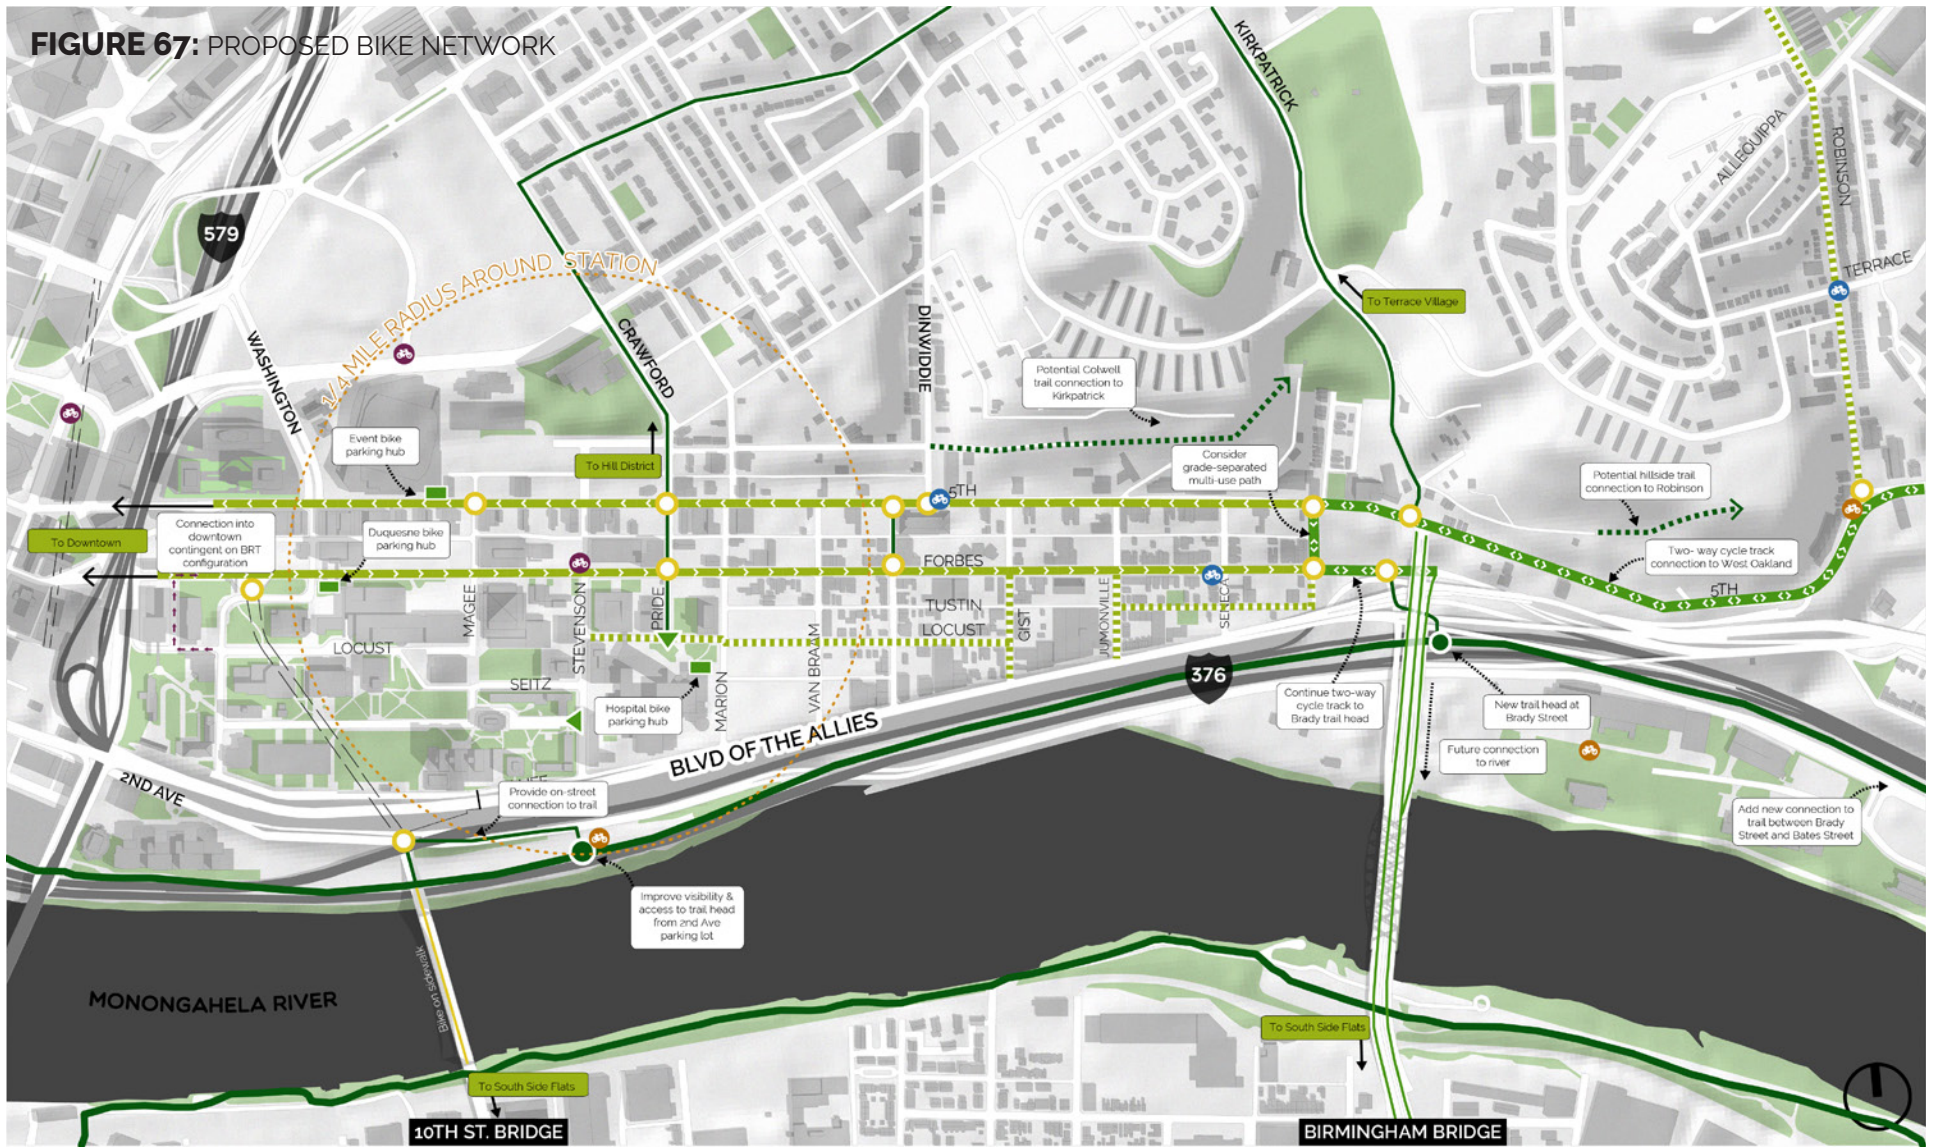 FIGURE 67: PROPOSED BIKE NETWORK
KIRKPATRICK
ALLEQUIPPA
ROBINSON
579
1/4 MILE RADIUS AROUND STATION
TERRACE
To Terrace Village
WASHINGTON
CRAWFORD
DINWIDDIE
Potential Colwell
trail connection to
Kirkpatrick
Event bike
parking hub
To Hill District
Consider
grade-separated
multi-use path
Potential hillside trail
connection to Robinson
5TH
To Downtown
Connection into
downtown
contingent on BRT
configuration
Duquesne bike
parking hub
FORBES
Two- way cycle track
connection to West Oakland
5TH
MAGEE
STEVENSON
PRIDE
TUSTIN
LOCUST
GIST
JUMONVILLE
SENECA
LOCUST
SEITZ
MARION
VAN BRAAM
376
Hospital bike
parking hub
Continue two-way
cycle track to
Brady trail head
New trail head at
Brady Street
BLVD OF THE ALLIES
Future connection
to river
2ND AVE
Provide on-street
connection to trail
Add new connection to
trail between Brady
Street and Bates Street
Improve visibility &
access to trail head
from 2nd Ave
parking lot
Bike on sidewalk
MONONGAHELA RIVER
To South Side Flats
To South Side Flats
10TH ST. BRIDGE
BIRMINGHAM BRIDGE